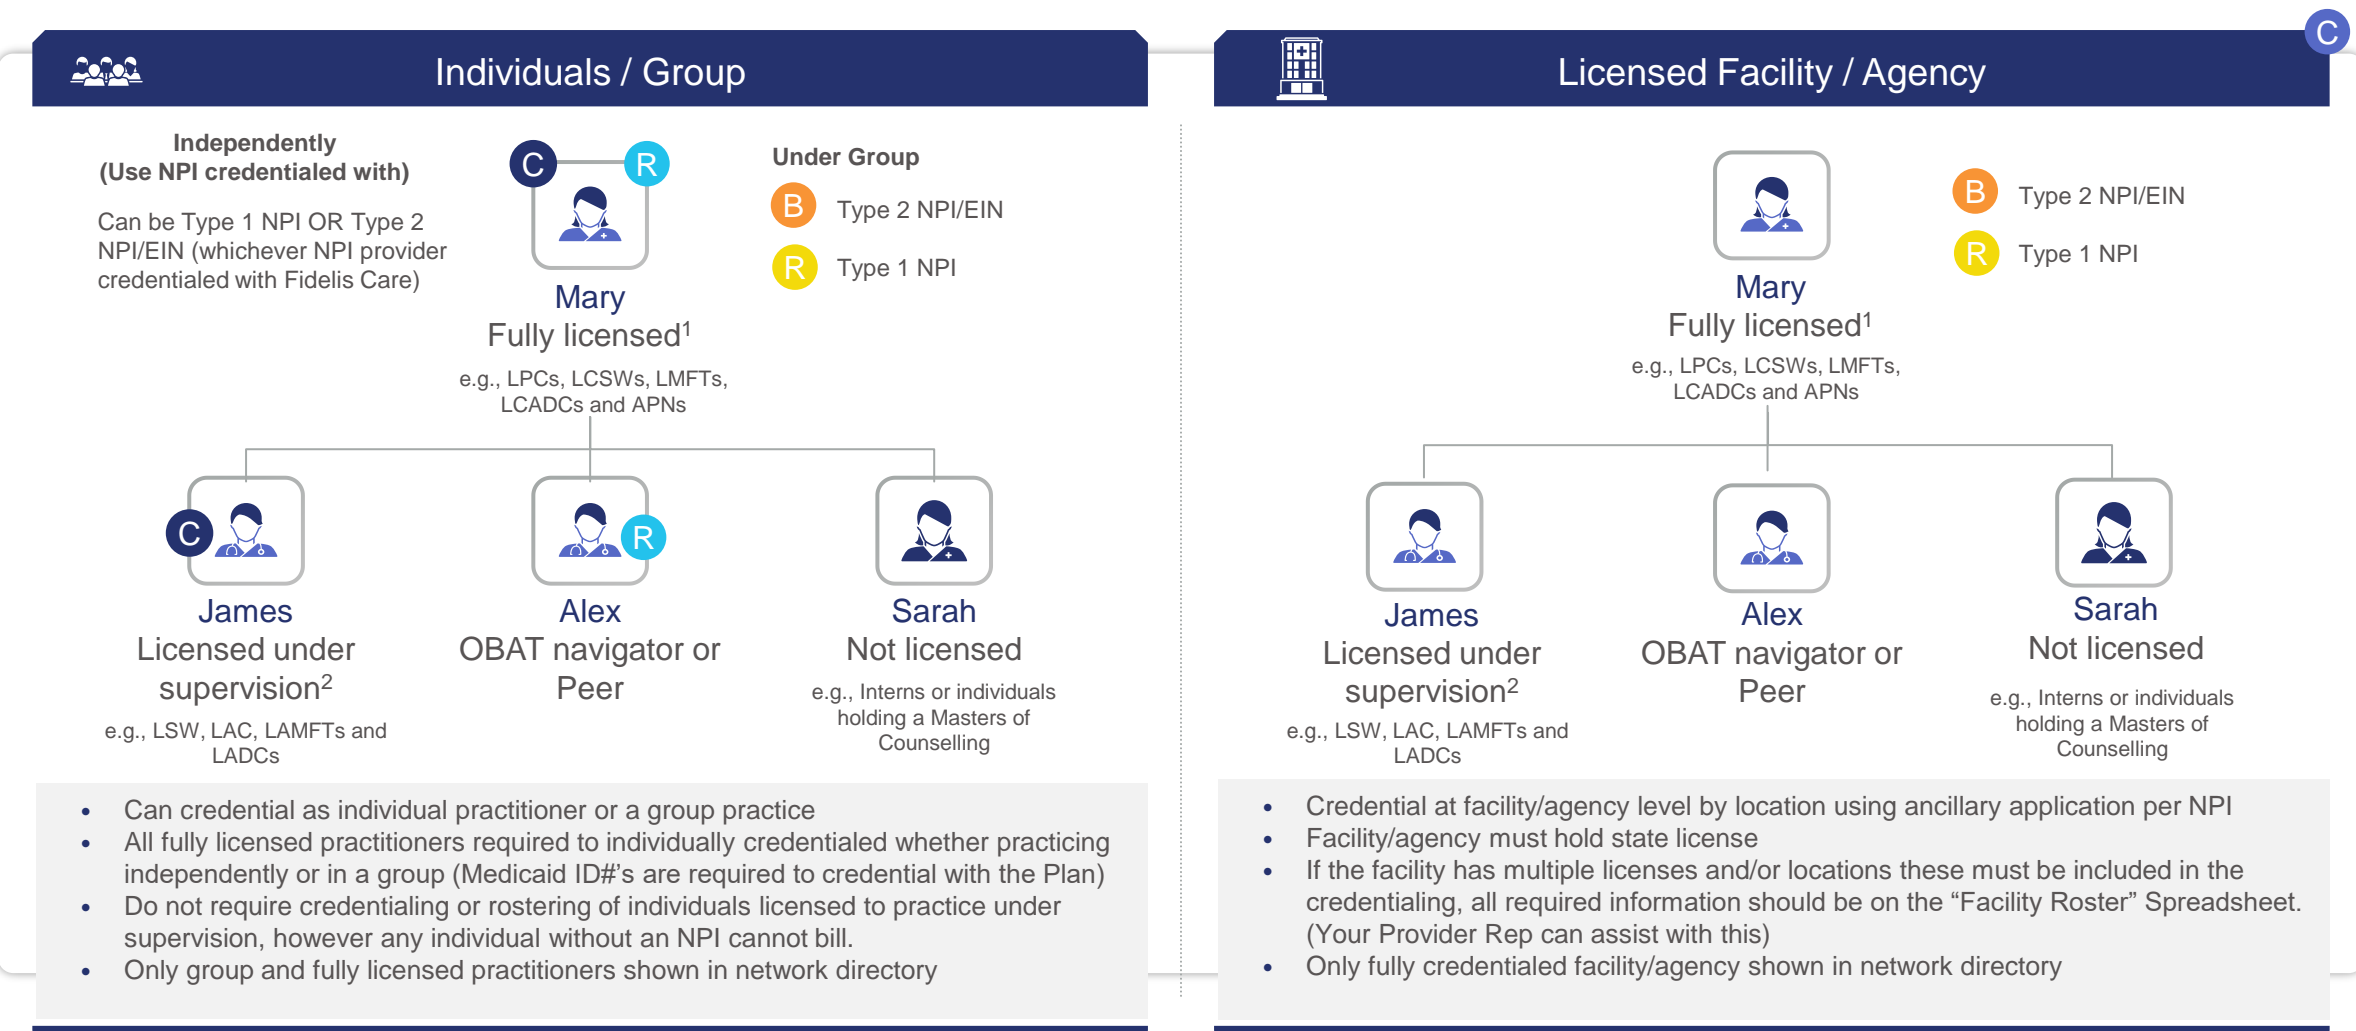 C
Individuals / Group
Independently
(Use NPI credentialed with)
Can be Type 1 NPI OR Type 2
NPI/EIN (whichever NPI provider
credentialed with Fidelis Care)
C
R
Under Group
B Type 2 NPI/EIN
R Type 1 NPI
Mary
Fully licensed¹
e.g., LPCs, LCSWs, LMFTs,
LCADCs and APNs
C
James
Licensed under
supervision²
e.g., LSW, LAC, LAMFTs and
LADCs
R
Alex
OBAT navigator or
Peer
Sarah
Not licensed
e.g., Interns or individuals
holding a Masters of
Counselling
• Can credential as individual practitioner or a group practice
• All fully licensed practitioners required to individually credentialed whether practicing
independently or in a group (Medicaid ID#’s are required to credential with the Plan)
• Do not require credentialing or rostering of individuals licensed to practice under
supervision, however any individual without an NPI cannot bill.
• Only group and fully licensed practitioners shown in network directory
Licensed Facility / Agency
B Type 2 NPI/EIN
R Type 1 NPI
Mary
Fully licensed¹
e.g., LPCs, LCSWs, LMFTs,
LCADCs and APNs
James
Licensed under
supervision²
e.g., LSW, LAC, LAMFTs and
LADCs
Alex
OBAT navigator or
Peer
Sarah
Not licensed
e.g., Interns or individuals
holding a Masters of
Counselling
• Credential at facility/agency level by location using ancillary application per NPI
• Facility/agency must hold state license
• If the facility has multiple licenses and/or locations these must be included in the
credentialing, all required information should be on the “Facility Roster” Spreadsheet.
(Your Provider Rep can assist with this)
• Only fully credentialed facility/agency shown in network directory